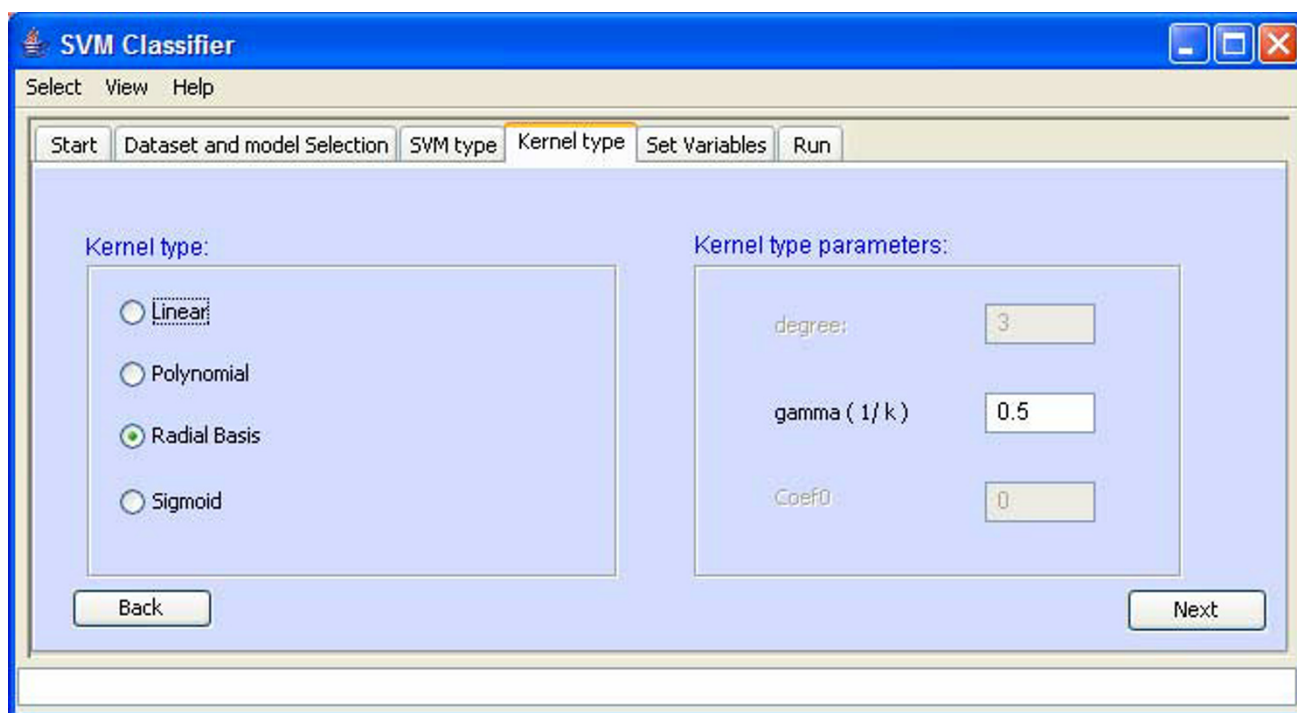 SVM Classifier
Select View Help
Start Dataset and model Selection SVM type Kernel type Set Variables Run
Kernel type:
Linear
Polynomial
Radial Basis
Sigmoid
Kernel type parameters:
degree: 3
gamma ( 1/ k ) 0.5
Coef0 0
Back Next